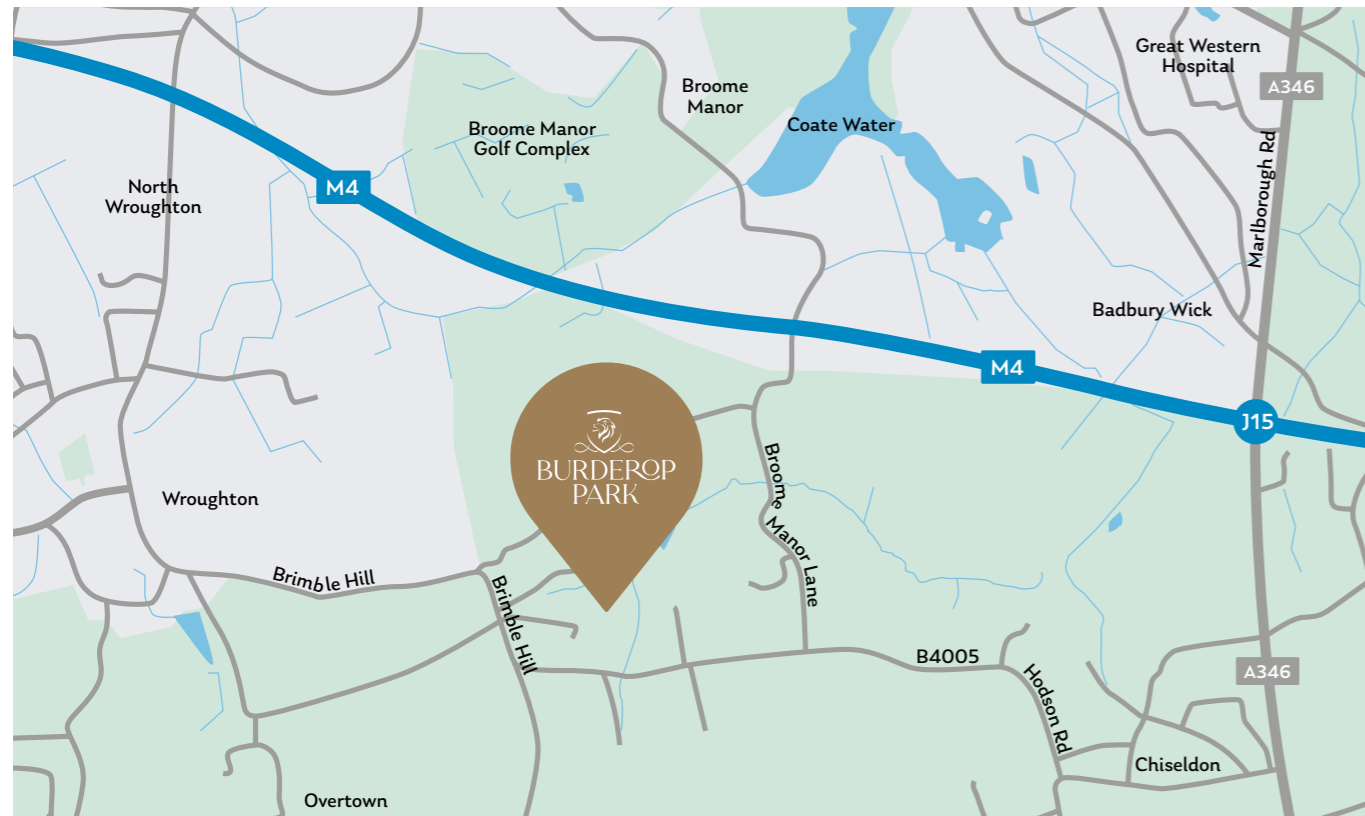 Great Western
Hospital
A346
Broome
Manor
Coate Water
Broome Manor
Golf Complex
Marlborough Rd
M4
North
Wroughton
Badbury Wick
M4
J15
BURDEROP
PARK
Broome Manor Lane
Wroughton
Brimble Hill
Brimble Hill
B4005
A346
Hodson Rd
Chiseldon
Overtown